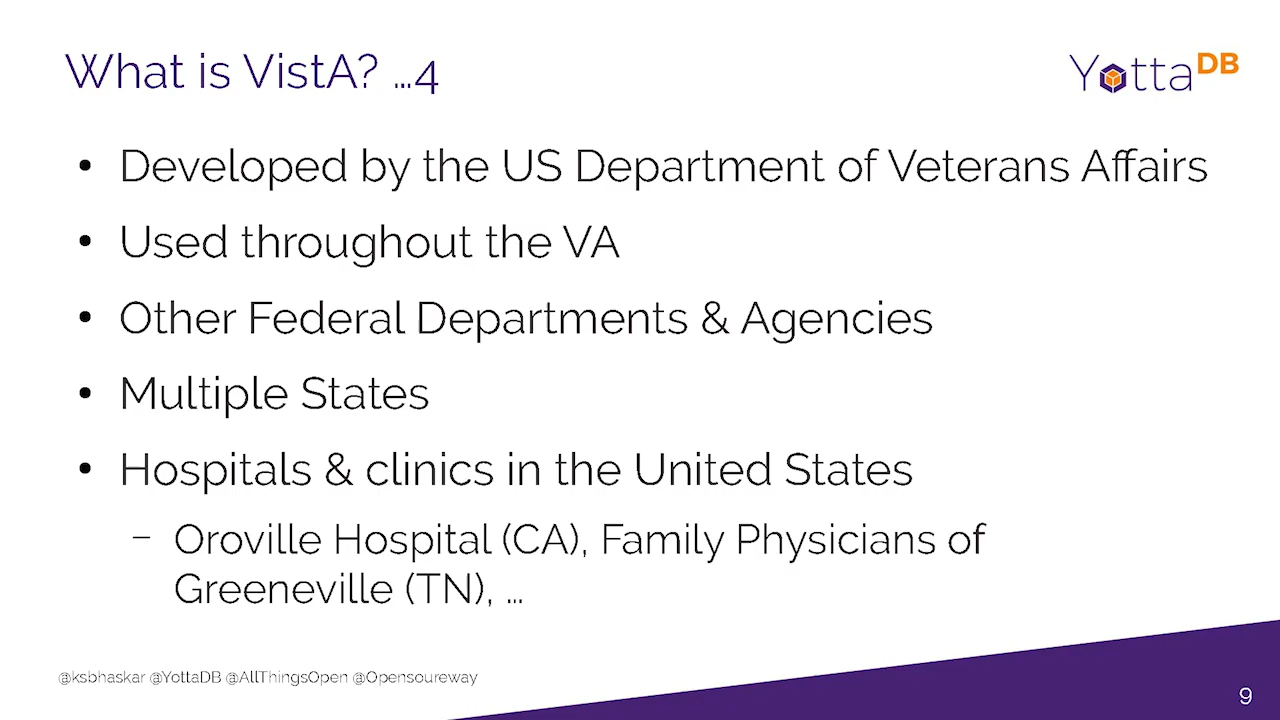 What is VistA? …4
YottaDB
• Developed by the US Department of Veterans Affairs
• Used throughout the VA
• Other Federal Departments & Agencies
• Multiple States
• Hospitals & clinics in the United States
– Oroville Hospital (CA), Family Physicians of
Greeneville (TN), …
@ksbhaskar @YottaDB @AllThingsOpen @Opensoureway
9